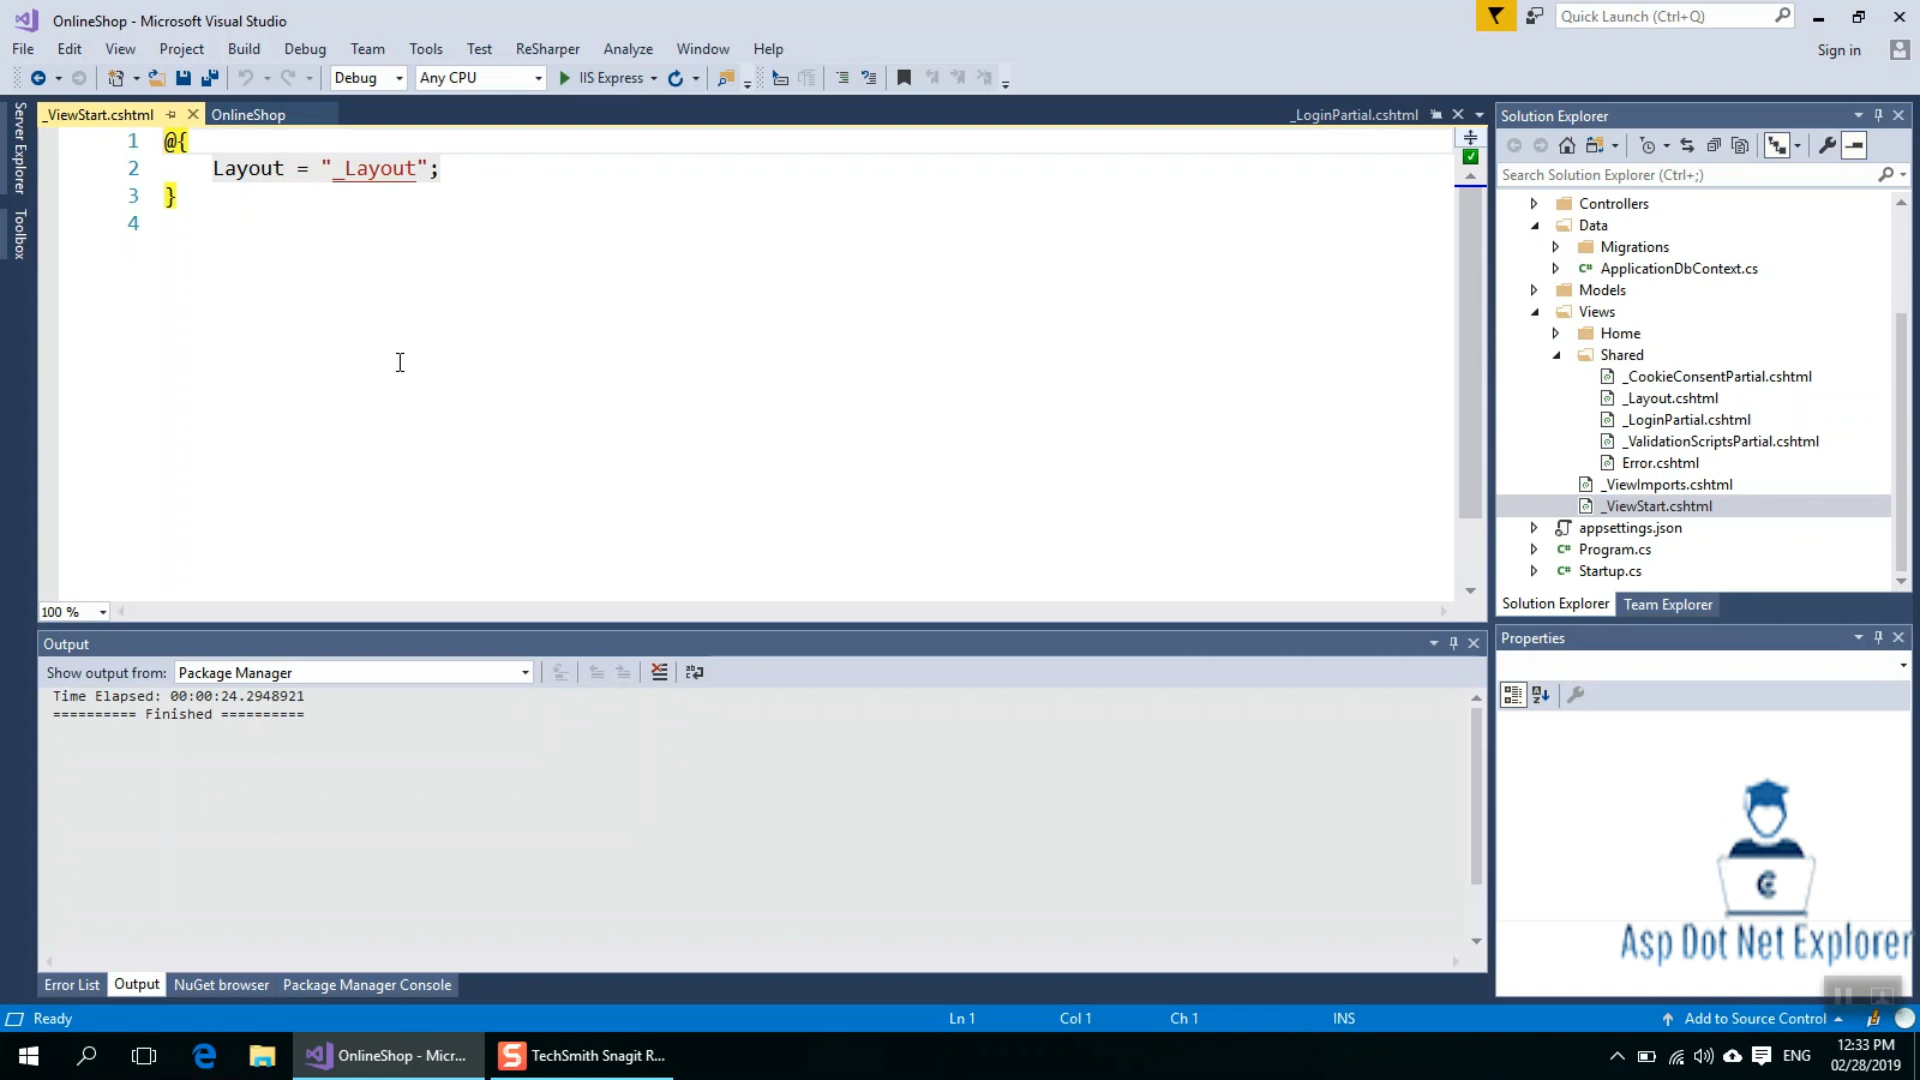 OnlineShop - Microsoft Visual Studio
Quick Launch (Ctrl+Q)
File Edit View Project Build Debug Team Tools Test ReSharper Analyze Window Help
Sign in
Debug Any CPU IIS Express
Server Explorer
Toolbox
_ViewStart.cshtml OnlineShop _LoginPartial.cshtml
1 @{
2 Layout = "_Layout";
3 }
4
100 %
Solution Explorer
Search Solution Explorer (Ctrl+;)
Controllers
Data
Migrations
C# ApplicationDbContext.cs
Models
Views
Home
Shared
_CookieConsentPartial.cshtml
_Layout.cshtml
_LoginPartial.cshtml
_ValidationScriptsPartial.cshtml
Error.cshtml
_ViewImports.cshtml
_ViewStart.cshtml
appsettings.json
C# Program.cs
C# Startup.cs
Solution Explorer Team Explorer
Output
Show output from: Package Manager
Time Elapsed: 00:00:24.2948921
========== Finished ==========
Properties
Asp Dot Net Explorer
Error List Output NuGet browser Package Manager Console
Ready Ln 1 Col 1 Ch 1 INS Add to Source Control
OnlineShop - Micr...
TechSmith Snagit R...
ENG
12:33 PM
02/28/2019